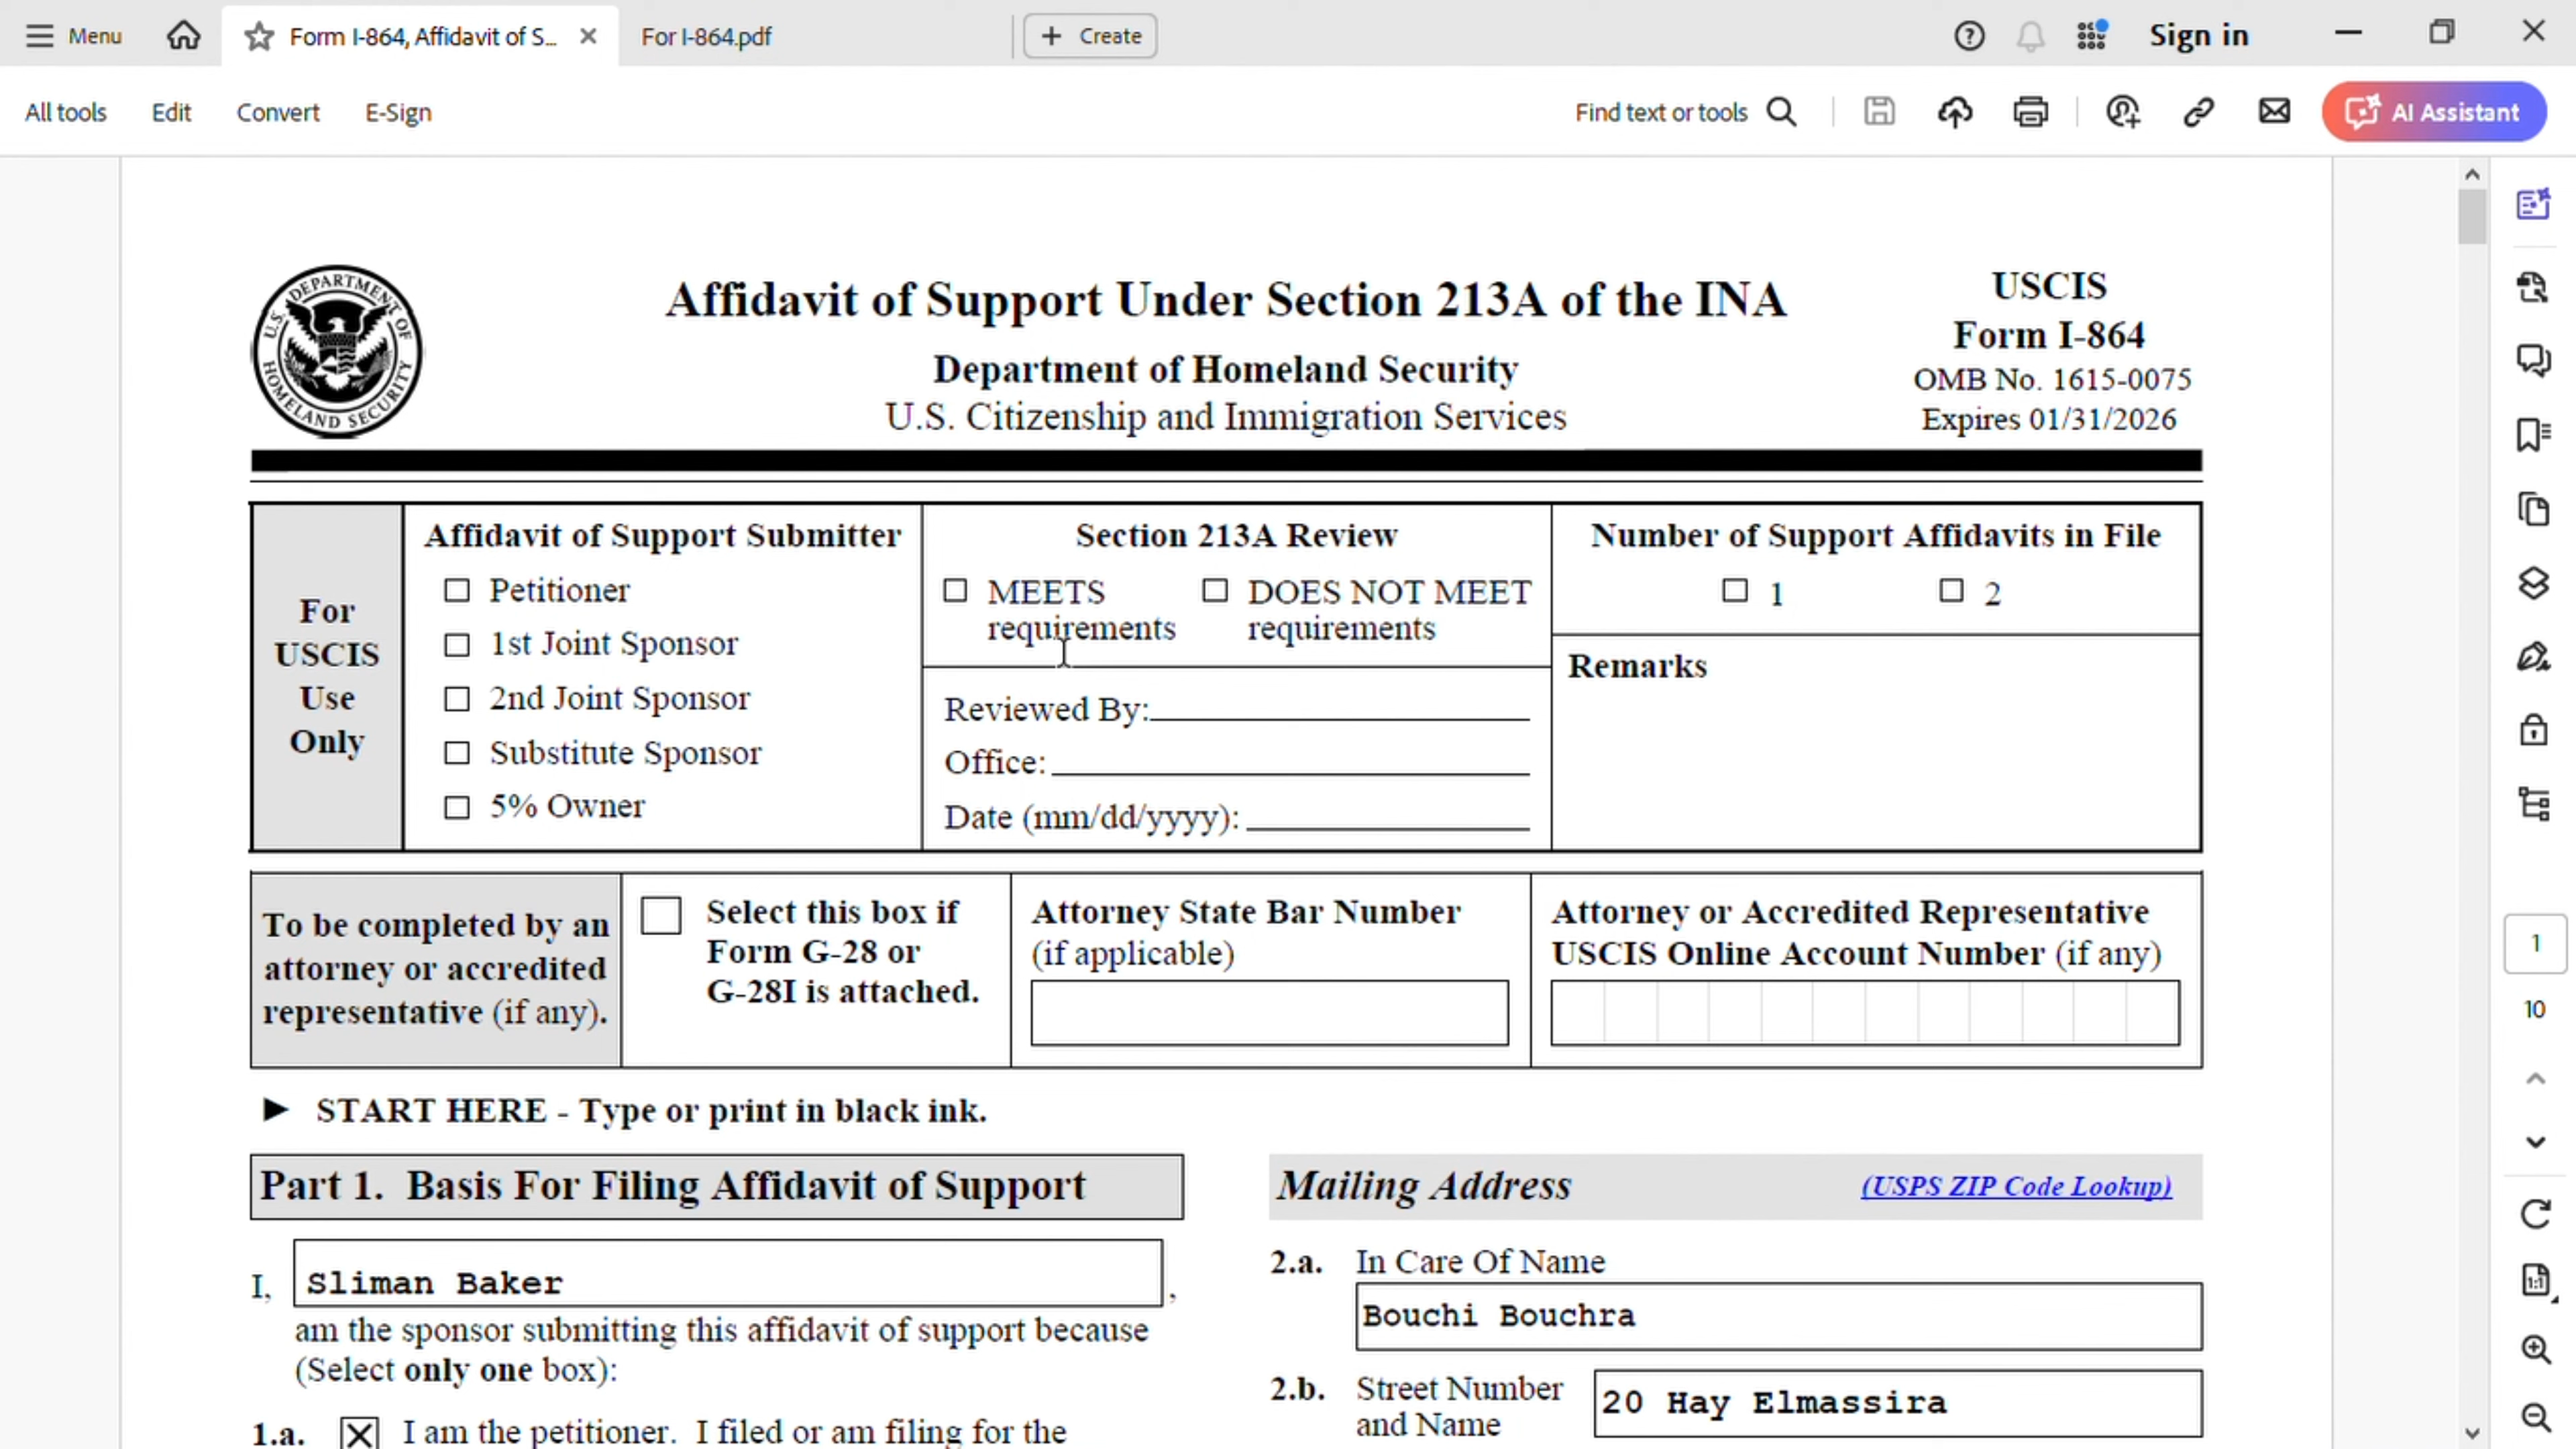 Menu
Form I-864, Affidavit of S...
For I-864.pdf
Create
Sign in
All tools
Edit
Convert
E-Sign
Find text or tools
AI Assistant
U.S. DEPARTMENT OF HOMELAND SECURITY
Affidavit of Support Under Section 213A of the INA
Department of Homeland Security
U.S. Citizenship and Immigration Services
USCIS
Form I-864
OMB No. 1615-0075
Expires 01/31/2026
For
USCIS
Use
Only
Affidavit of Support Submitter
Petitioner
1st Joint Sponsor
2nd Joint Sponsor
Substitute Sponsor
5% Owner
Section 213A Review
MEETS
requirements
DOES NOT MEET
requirements
Reviewed By:
Office:
Date (mm/dd/yyyy):
Number of Support Affidavits in File
1
2
Remarks
To be completed by an
attorney or accredited
representative (if any).
Select this box if
Form G-28 or
G-28I is attached.
Attorney State Bar Number
(if applicable)
Attorney or Accredited Representative
USCIS Online Account Number (if any)
► START HERE - Type or print in black ink.
Part 1. Basis For Filing Affidavit of Support
I, Sliman Baker ,
am the sponsor submitting this affidavit of support because
(Select only one box):
1.a. X I am the petitioner. I filed or am filing for the
Mailing Address (USPS ZIP Code Lookup)
2.a. In Care Of Name
Bouchi Bouchra
2.b. Street Number
and Name
20 Hay Elmassira
1
10
1:1